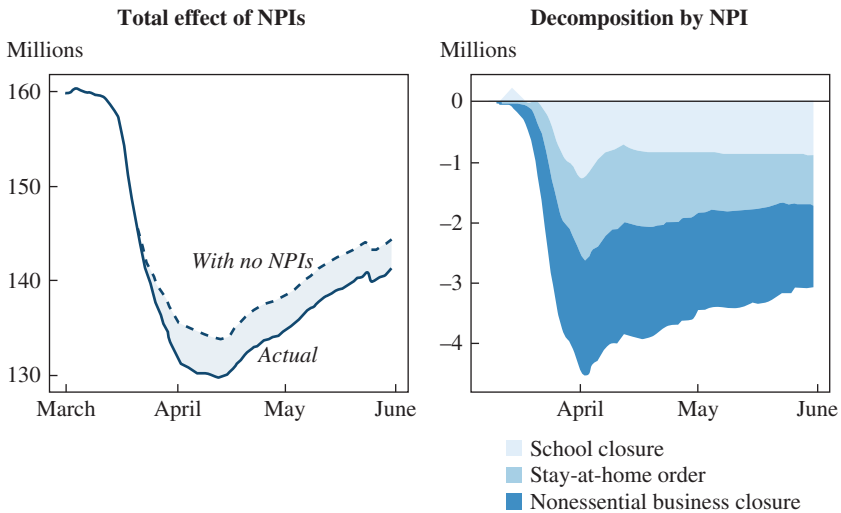 Total effect of NPIs
Millions
160
150
140
130
With no NPIs
Actual
March April May June
Decomposition by NPI
Millions
0
–1
–2
–3
–4
April May June
School closure
Stay-at-home order
Nonessential business closure